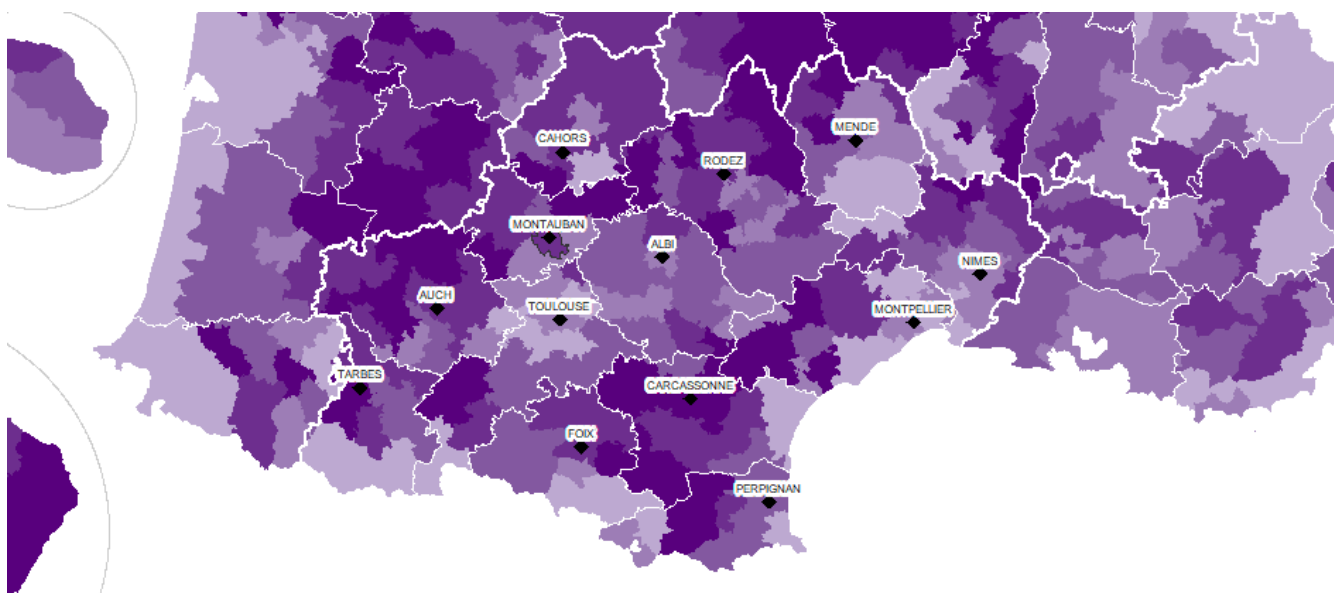 CAHORS
MENDE
RODEZ
MONTAUBAN
ALBI
NIMES
AUCH
TOULOUSE
MONTPELLIER
TARBES
CARCASSONNE
FOIX
PERPIGNAN